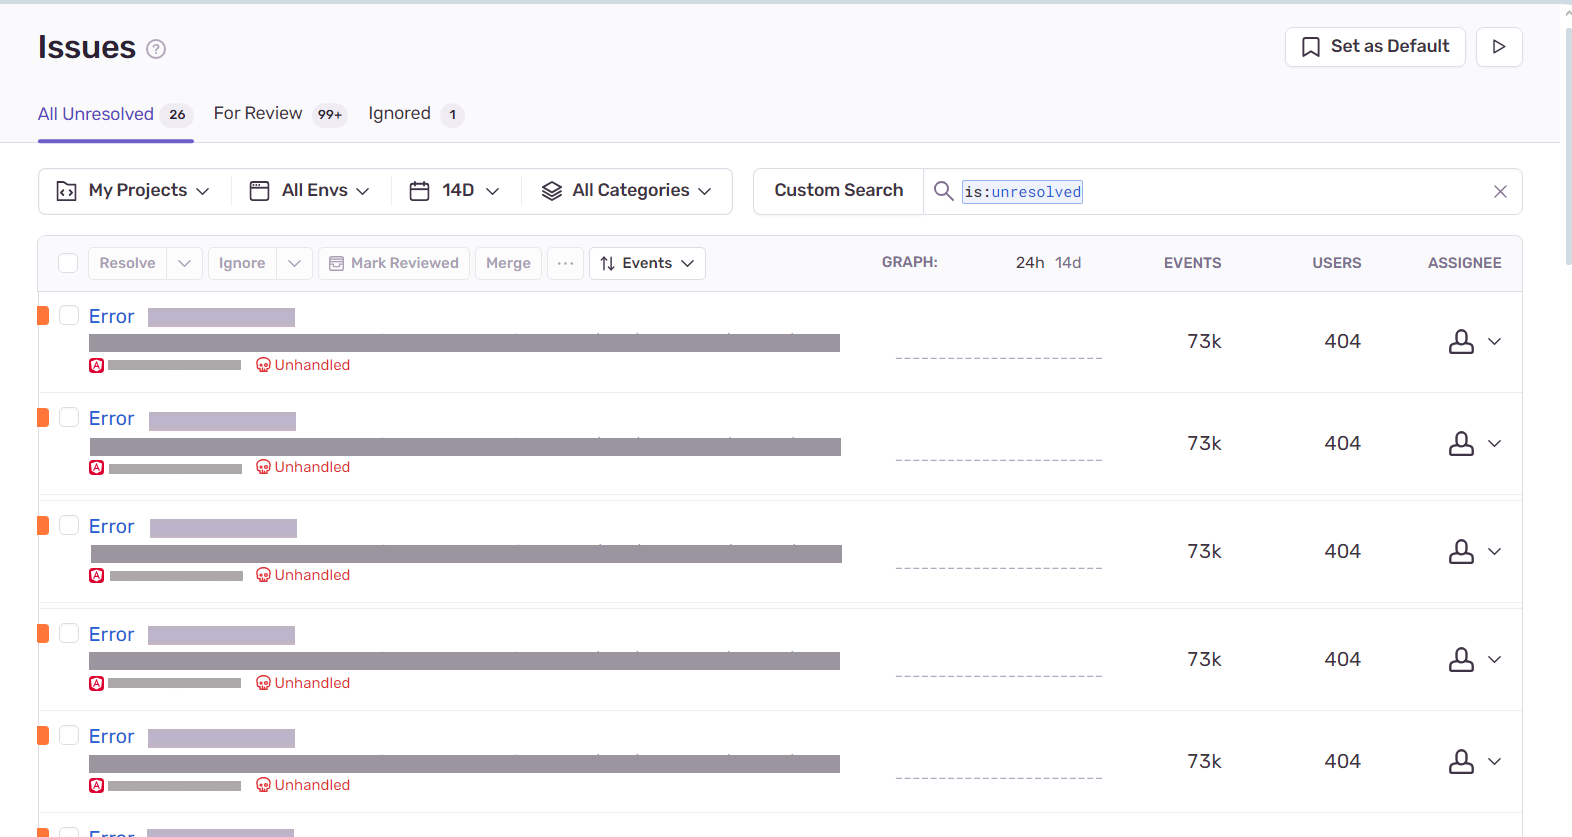 Issues ?
Set as Default
All Unresolved 26 For Review 99+ Ignored 1
My Projects All Envs 14D All Categories Custom Search is:unresolved
Resolve Ignore Mark Reviewed Merge ... Events GRAPH: 24h 14d EVENTS USERS ASSIGNEE
Error
73k 404
Unhandled
Error
73k 404
Unhandled
Error
73k 404
Unhandled
Error
73k 404
Unhandled
Error
73k 404
Unhandled
Error